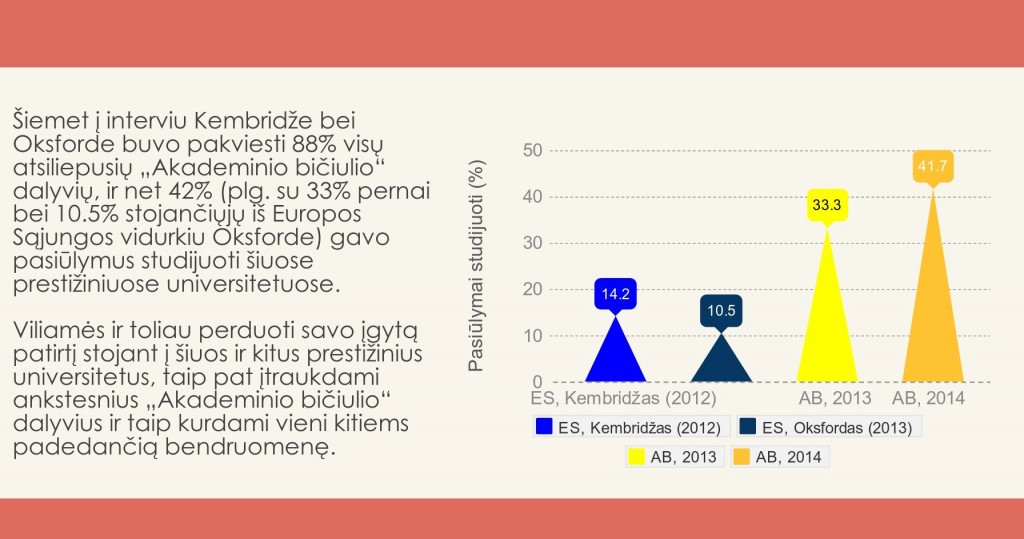 Šiemet į interviu Kembridže bei
Oksforde buvo pakviesti 88% visų
atsiliepusių „Akademinio bičiulio“
dalyvių, ir net 42% (plg. su 33% pernai
bei 10.5% stojančiųjų iš Europos
Sąjungos vidurkiu Oksforde) gavo
pasiūlymus studijuoti šiuose
prestižiniuose universitetuose.
Viliamės ir toliau perduoti savo įgytą
patirtį stojant į šiuos ir kitus prestižinius
universitetus, taip pat įtraukdami
ankstesnius „Akademinio bičiulio“
dalyvius ir taip kurdami vieni kitiems
padedančią bendruomenę.
Pasiūlymai studijuoti (%)
50
40
30
20
10
0
14.2
10.5
33.3
41.7
ES, Kembridžas (2012) AB, 2013 AB, 2014
ES, Kembridžas (2012) ES, Oksfordas (2013)
AB, 2013 AB, 2014